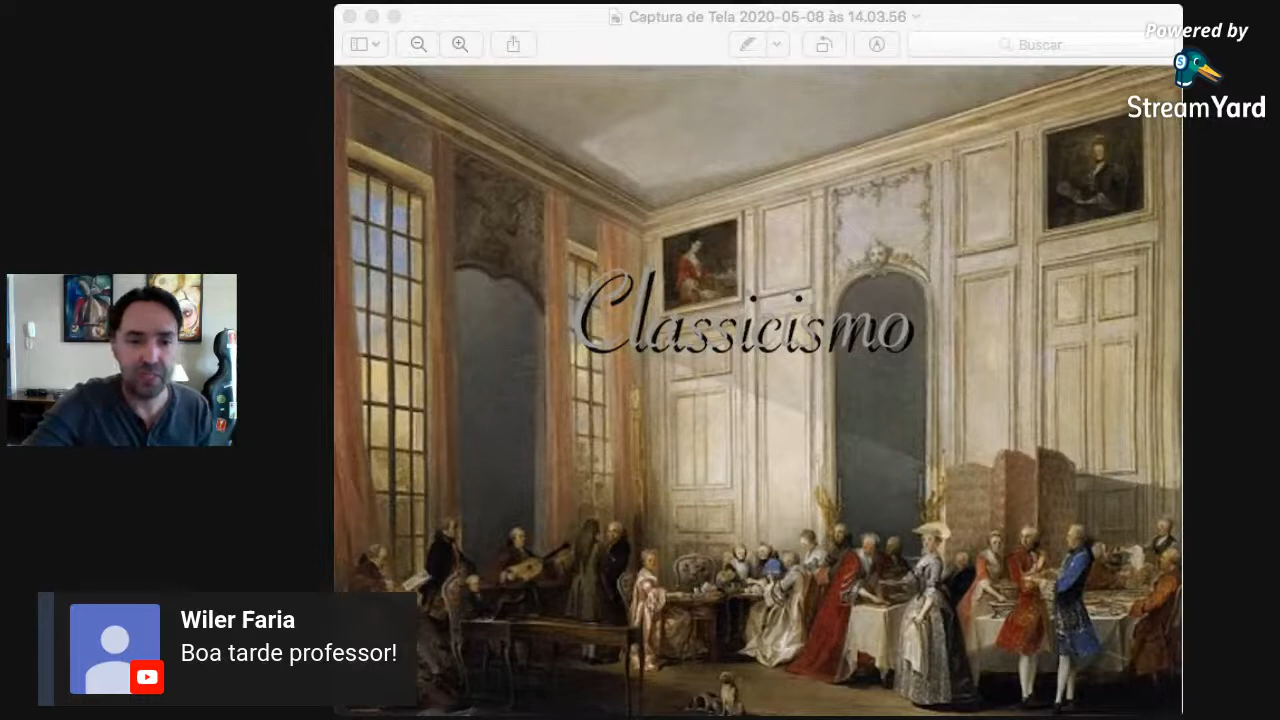 Captura de Tela 2020-05-08 às 14.03.56
Buscar
Powered by
StreamYard
Classicismo
Wiler Faria
Boa tarde professor!